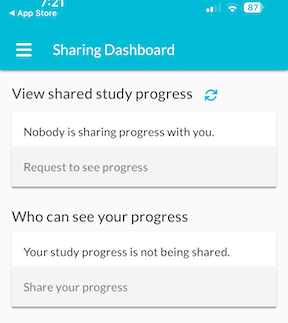 7:21
◀ App Store
87
Sharing Dashboard
View shared study progress
Nobody is sharing progress with you.
Request to see progress
Who can see your progress
Your study progress is not being shared.
Share your progress